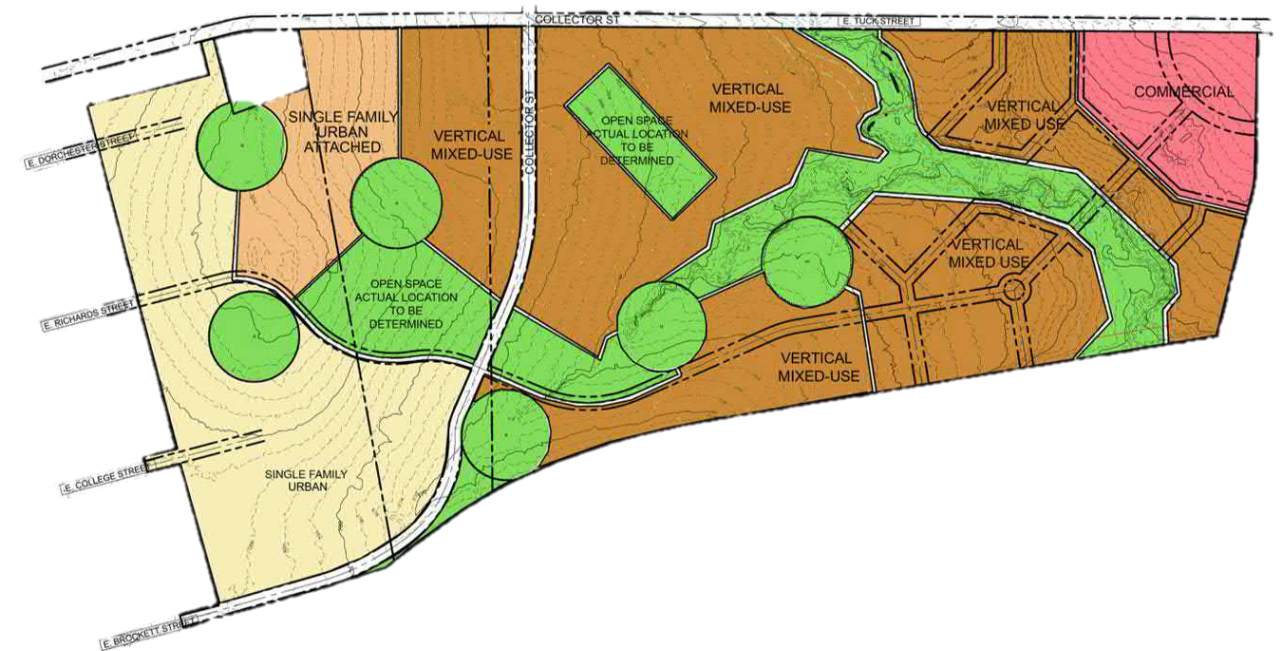 COLLECTOR ST
E. TUCK STREET
COMMERCIAL
VERTICAL
MIXED-USE
VERTICAL
MIXED USE
SINGLE FAMILY
URBAN
ATTACHED
VERTICAL
MIXED-USE
COLLECTOR ST
OPEN SPACE
ACTUAL LOCATION
TO BE
DETERMINED
E. DORCHESTER STREET
VERTICAL
MIXED USE
OPEN SPACE
ACTUAL LOCATION
TO BE
DETERMINED
E. RICHARDS STREET
VERTICAL
MIXED-USE
SINGLE FAMILY
URBAN
E. COLLEGE STREET
E. BROCKETT STREET